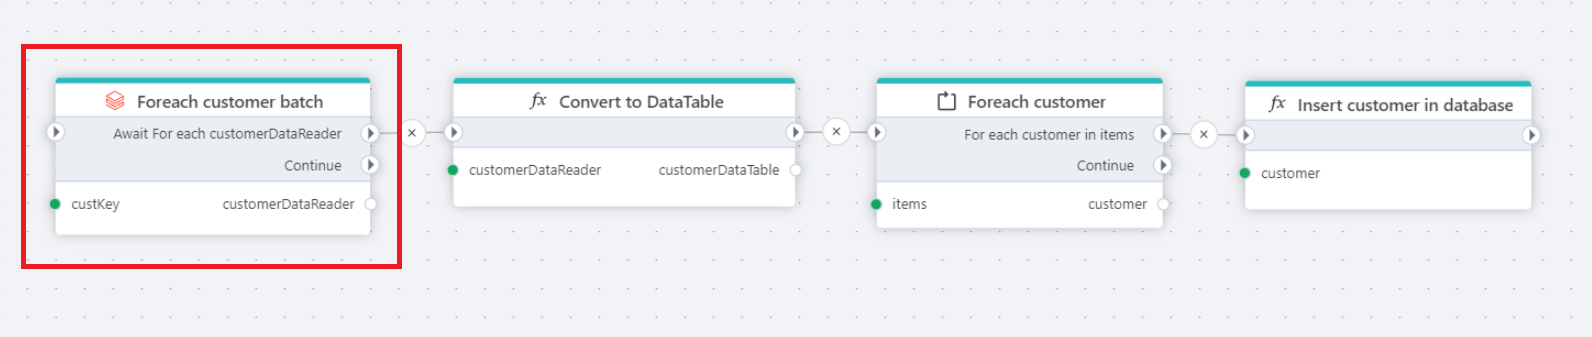 Foreach customer batch
Await For each customerDataReader
Continue
custKey customerDataReader
fx Convert to DataTable
customerDataReader customerDataTable
Foreach customer
For each customer in items
Continue
items customer
fx Insert customer in database
customer